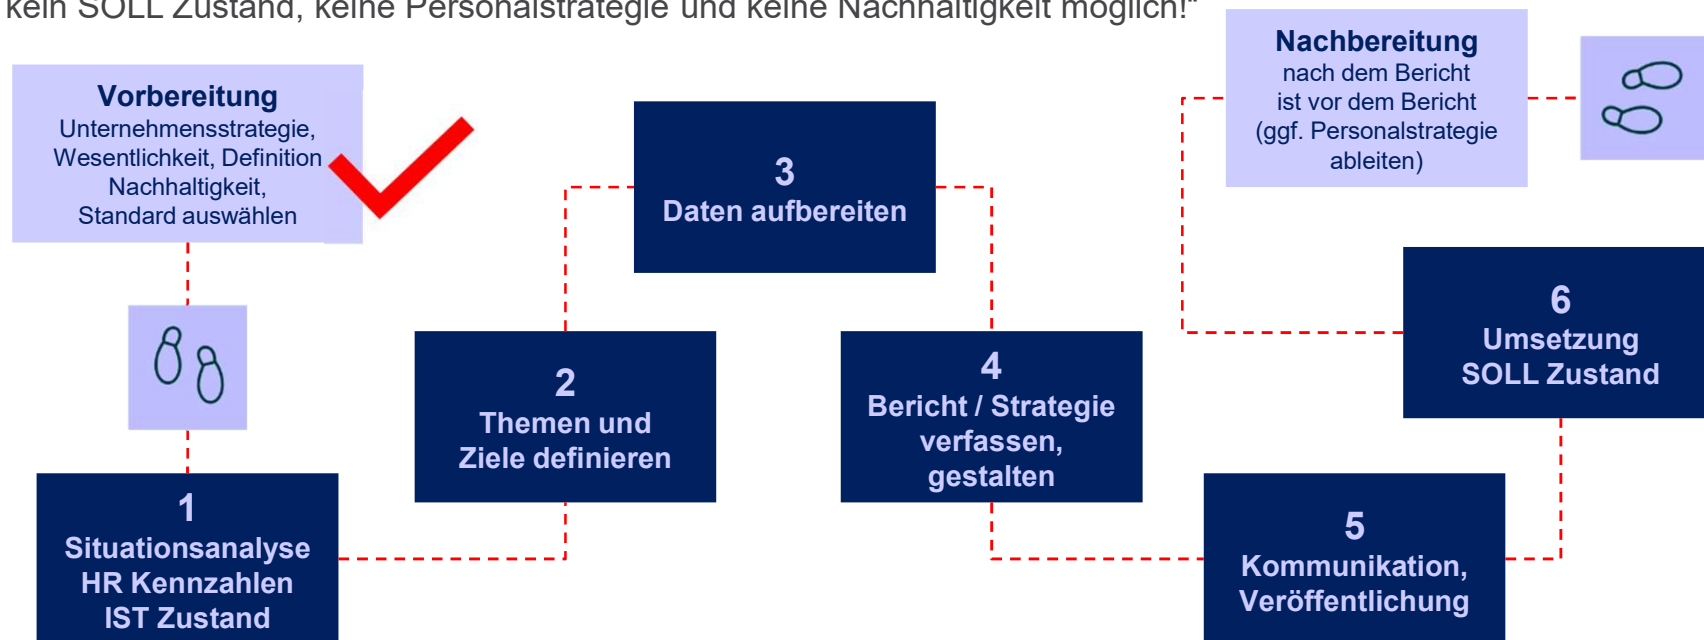 kein SOLL Zustand, keine Personalstrategie und keine Nachhaltigkeit möglich!“
Vorbereitung
Unternehmensstrategie,
Wesentlichkeit, Definition
Nachhaltigkeit,
Standard auswählen
1
Situationsanalyse
HR Kennzahlen
IST Zustand
2
Themen und
Ziele definieren
3
Daten aufbereiten
4
Bericht / Strategie
verfassen,
gestalten
5
Kommunikation,
Veröffentlichung
6
Umsetzung
SOLL Zustand
Nachbereitung
nach dem Bericht
ist vor dem Bericht
(ggf. Personalstrategie
ableiten)